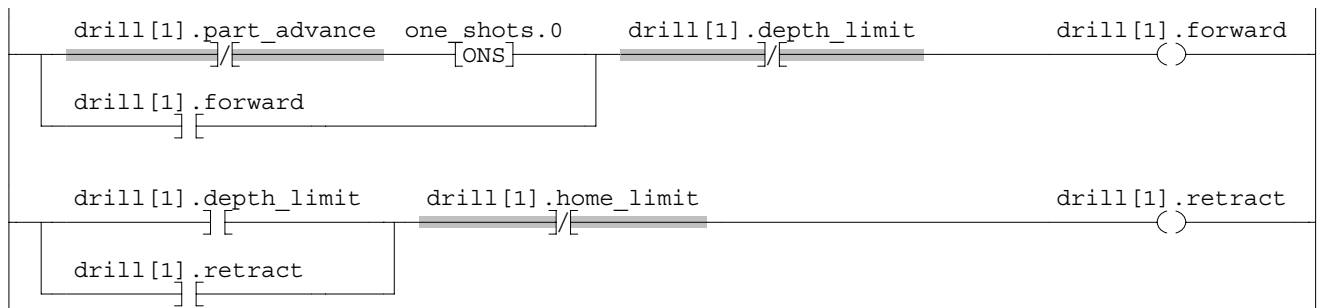 drill[1].part_advance one_shots.0 drill[1].depth_limit drill[1].forward
]/[ [ONS] ]/[ ( )
drill[1].forward
] [
drill[1].depth_limit drill[1].home_limit drill[1].retract
] [ ]/[ ( )
drill[1].retract
] [